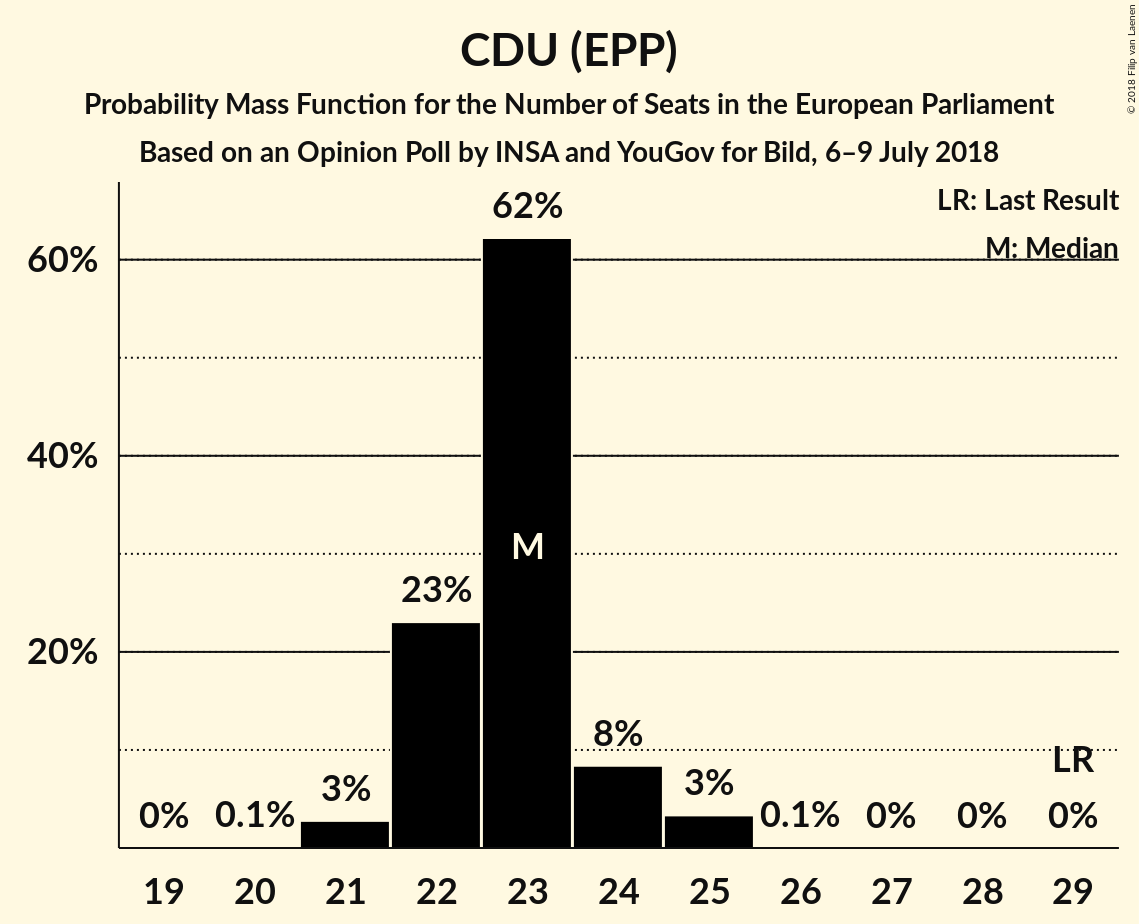 CDU (EPP)
Probability Mass Function for the Number of Seats in the European Parliament
Based on an Opinion Poll by INSA and YouGov for Bild, 6–9 July 2018
© 2018 Filip van Laenen
LR: Last Result
M: Median
60%
40%
20%
0%
0.1%
3%
23%
62%
M
8%
3%
0.1%
0%
0%
LR
0%
19 20 21 22 23 24 25 26 27 28 29